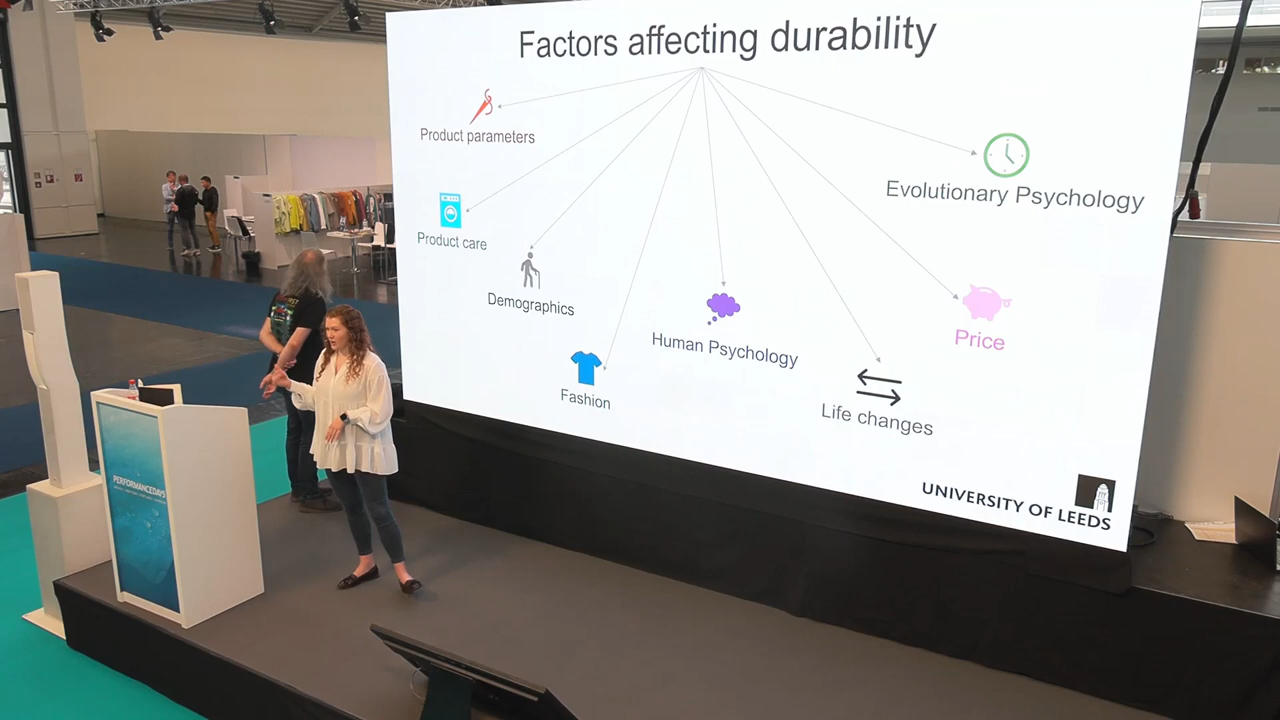 Factors affecting durability
Product parameters
Evolutionary Psychology
Product care
Demographics
Human Psychology
Price
Fashion
Life changes
UNIVERSITY OF LEEDS
PERFORMANCEDAYS